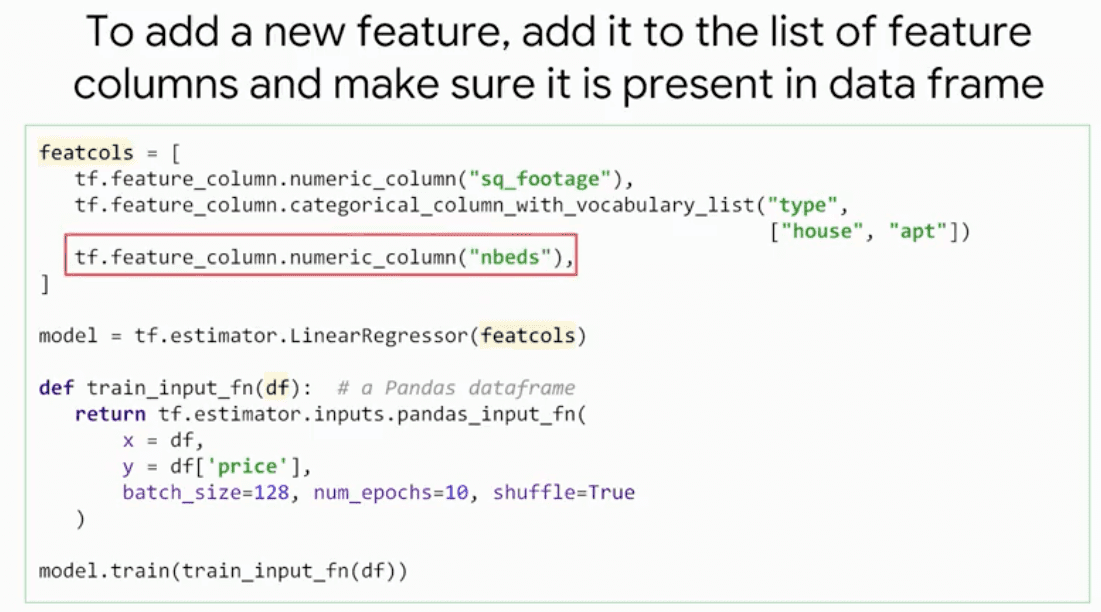 To add a new feature, add it to the list of feature
columns and make sure it is present in data frame
featcols = [
tf.feature_column.numeric_column("sq_footage"),
tf.feature_column.categorical_column_with_vocabulary_list("type",
["house", "apt"])
tf.feature_column.numeric_column("nbeds"),
]
model = tf.estimator.LinearRegressor(featcols)
def train_input_fn(df):  # a Pandas dataframe
return tf.estimator.inputs.pandas_input_fn(
x = df,
y = df['price'],
batch_size=128, num_epochs=10, shuffle=True
)
model.train(train_input_fn(df))